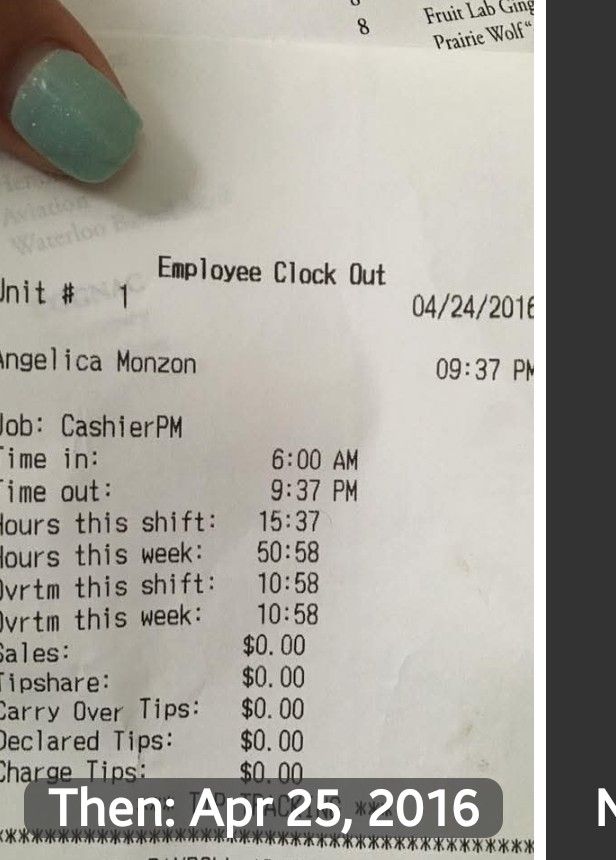 8 Fruit Lab Ging
Prairie Wolf "
Aviation
Waterloo
Employee Clock Out
Unit # 1
04/24/2016
Angelica Monzon 09:37 PM
Job: CashierPM
Time in: 6:00 AM
Time out: 9:37 PM
Hours this shift: 15:37
Hours this week: 50:58
Ovrtm this shift: 10:58
Ovrtm this week: 10:58
Sales: $0.00
Tipshare: $0.00
Carry Over Tips: $0.00
Declared Tips: $0.00
Charge Tips: $0.00
Then: Apr 25, 2016
N